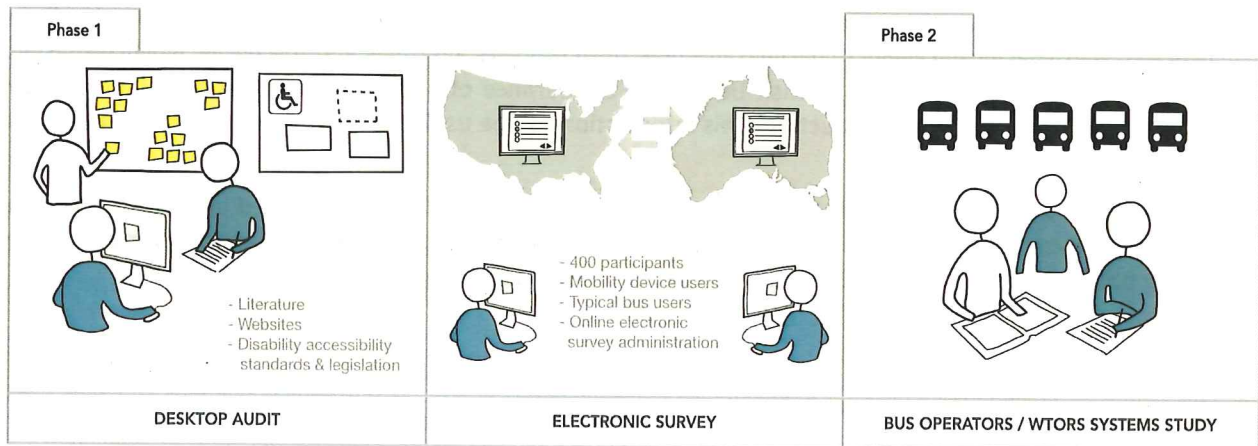 Phase 1
Phase 2
- Literature
- Websites
- Disability accessibility
standards & legislation
- 400 participants
- Mobility device users
- Typical bus users
- Online electronic
survey administration
DESKTOP AUDIT
ELECTRONIC SURVEY
BUS OPERATORS / WTORS SYSTEMS STUDY